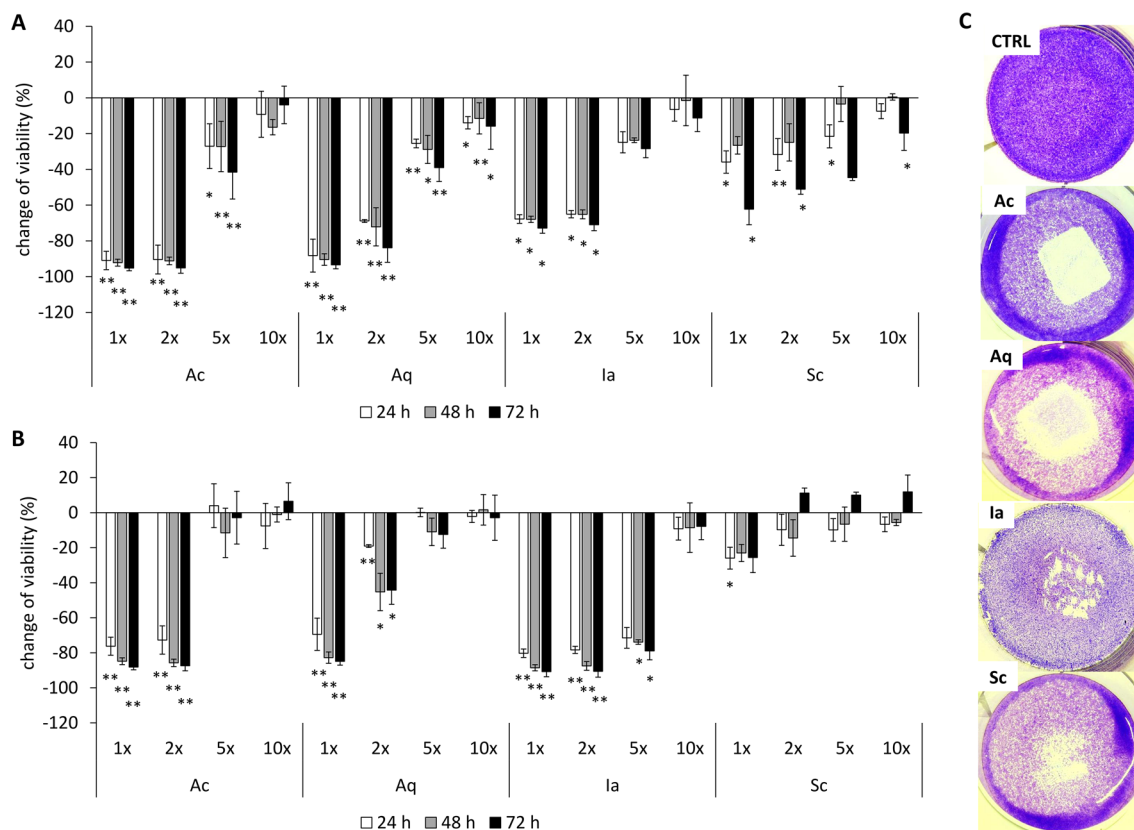 A
40
20
0
-20
-40
-60
-80
-100
-120
change of viability (%)
* * * * * * * * * * * * * * * * * * * * * * * * * * * * * * * * * * * * * * * * * * * * *
1x 2x 5x 10x 1x 2x 5x 10x 1x 2x 5x 10x 1x 2x 5x 10x
Ac Aq Ia Sc
24 h 48 h 72 h
B
40
20
0
-20
-40
-60
-80
-100
-120
change of viability (%)
1x 2x 5x 10x 1x 2x 5x 10x 1x 2x 5x 10x 1x 2x 5x 10x
Ac Aq Ia Sc
24 h 48 h 72 h
C
CTRL
Ac
Aq
Ia
Sc